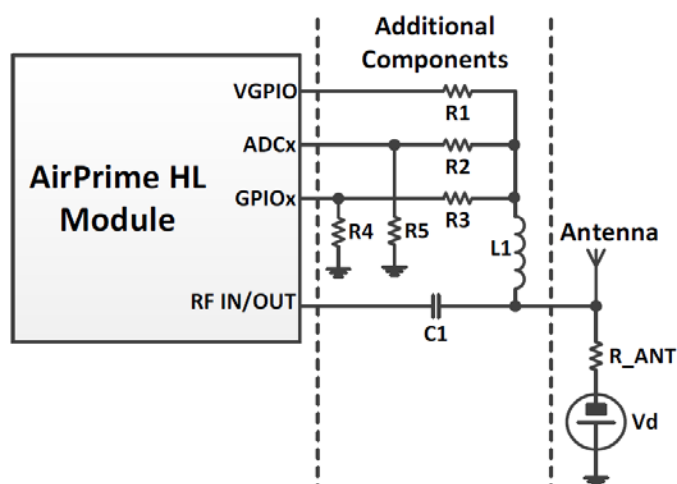 Additional
Components
VGPIO
R1
ADCx
R2
AirPrime HL
Module
GPIOx
R3
R4
R5
L1
Antenna
RF IN/OUT
C1
R_ANT
Vd